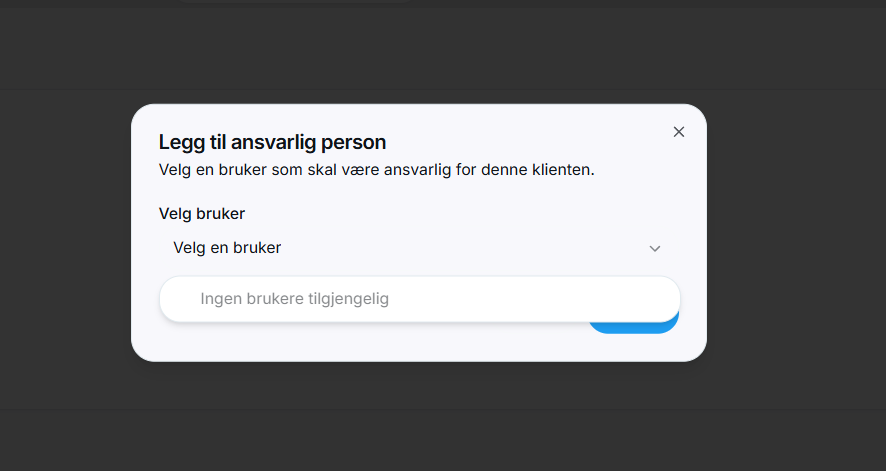 Legg til ansvarlig person
Velg en bruker som skal være ansvarlig for denne klienten.
Velg bruker
Velg en bruker
Ingen brukere tilgjengelig